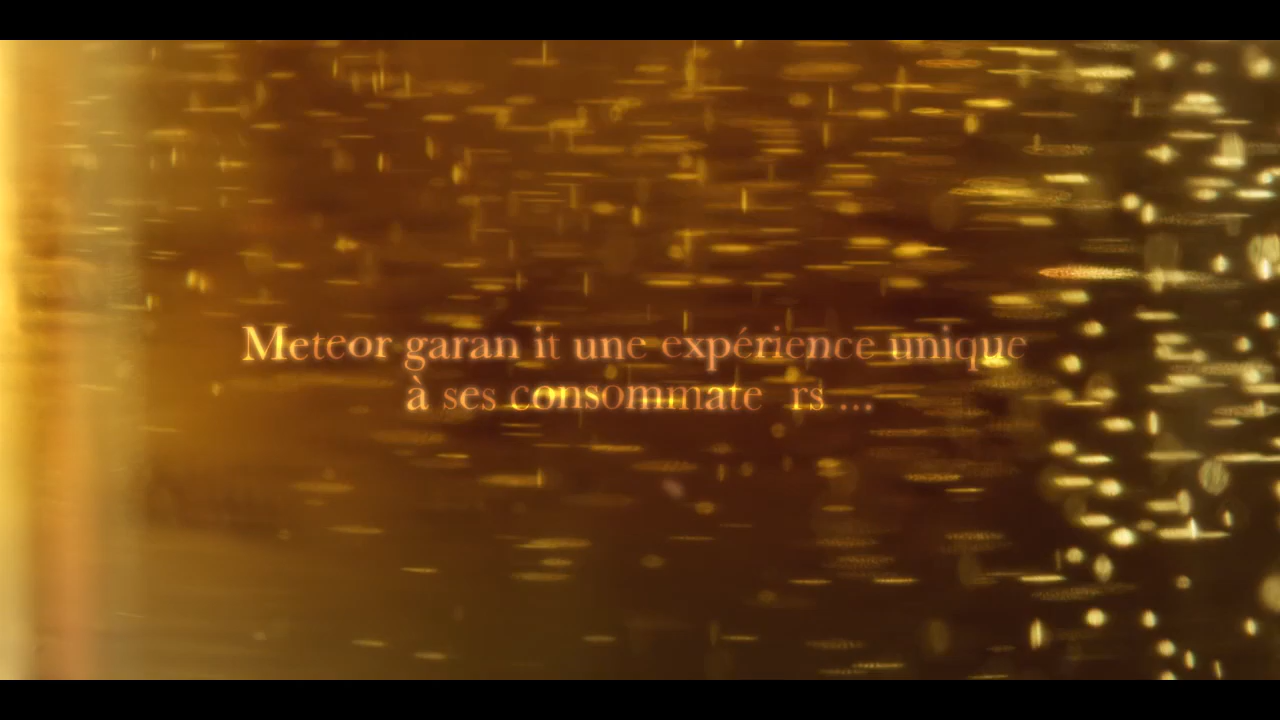 Meteor garan it une expérience unique
à ses consommate rs ...